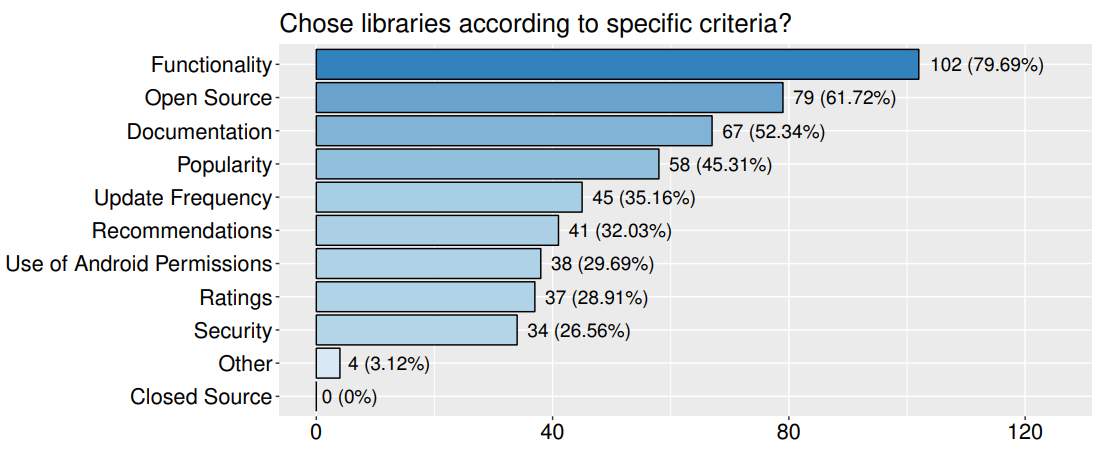 Chose libraries according to specific criteria?
Functionality 102 (79.69%)
Open Source 79 (61.72%)
Documentation 67 (52.34%)
Popularity 58 (45.31%)
Update Frequency 45 (35.16%)
Recommendations 41 (32.03%)
Use of Android Permissions 38 (29.69%)
Ratings 37 (28.91%)
Security 34 (26.56%)
Other 4 (3.12%)
Closed Source 0 (0%)
0 40 80 120